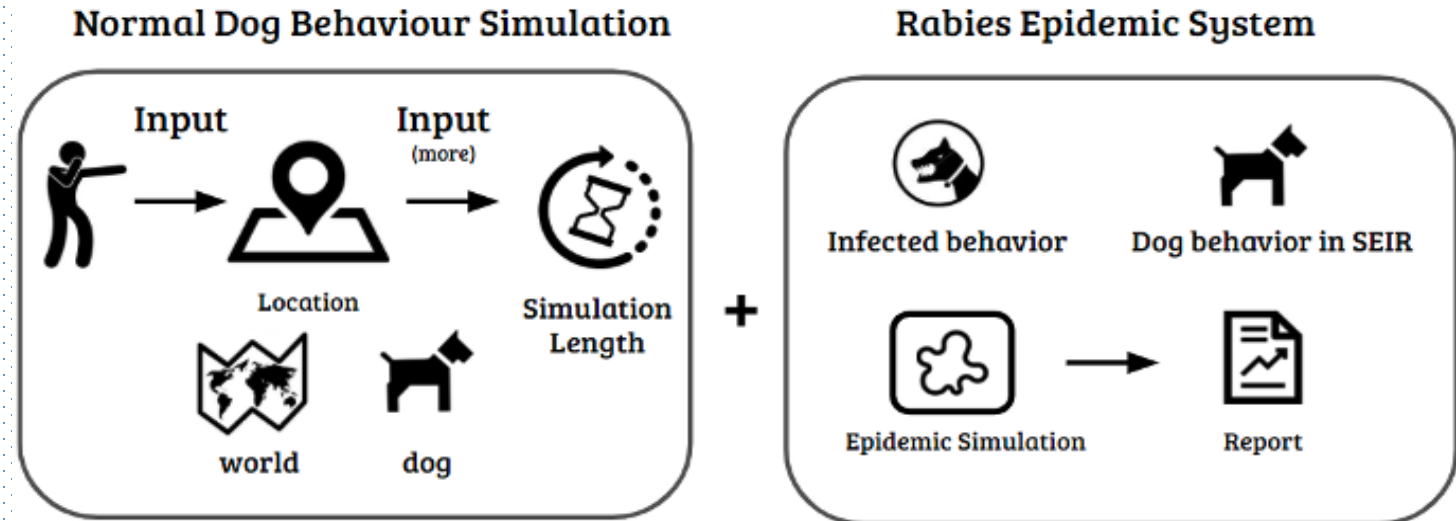 Normal Dog Behaviour Simulation
Input
Input
(more)
Location
Simulation
Length
world
dog
+
Rabies Epidemic System
Infected behavior
Dog behavior in SEIR
Epidemic Simulation
Report